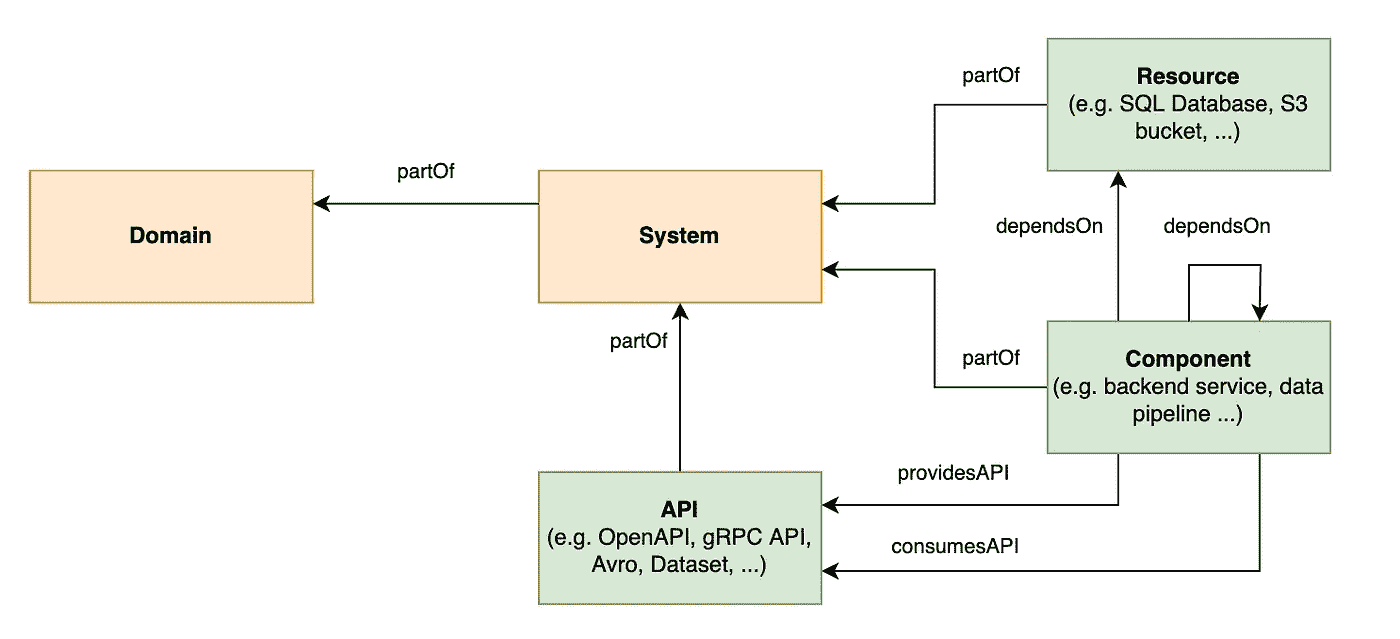 Resource
(e.g. SQL Database, S3
bucket, ...)
partOf
partOf
Domain
System
dependsOn
dependsOn
partOf
partOf
Component
(e.g. backend service, data
pipeline ...)
providesAPI
API
(e.g. OpenAPI, gRPC API,
Avro, Dataset, ...)
consumesAPI